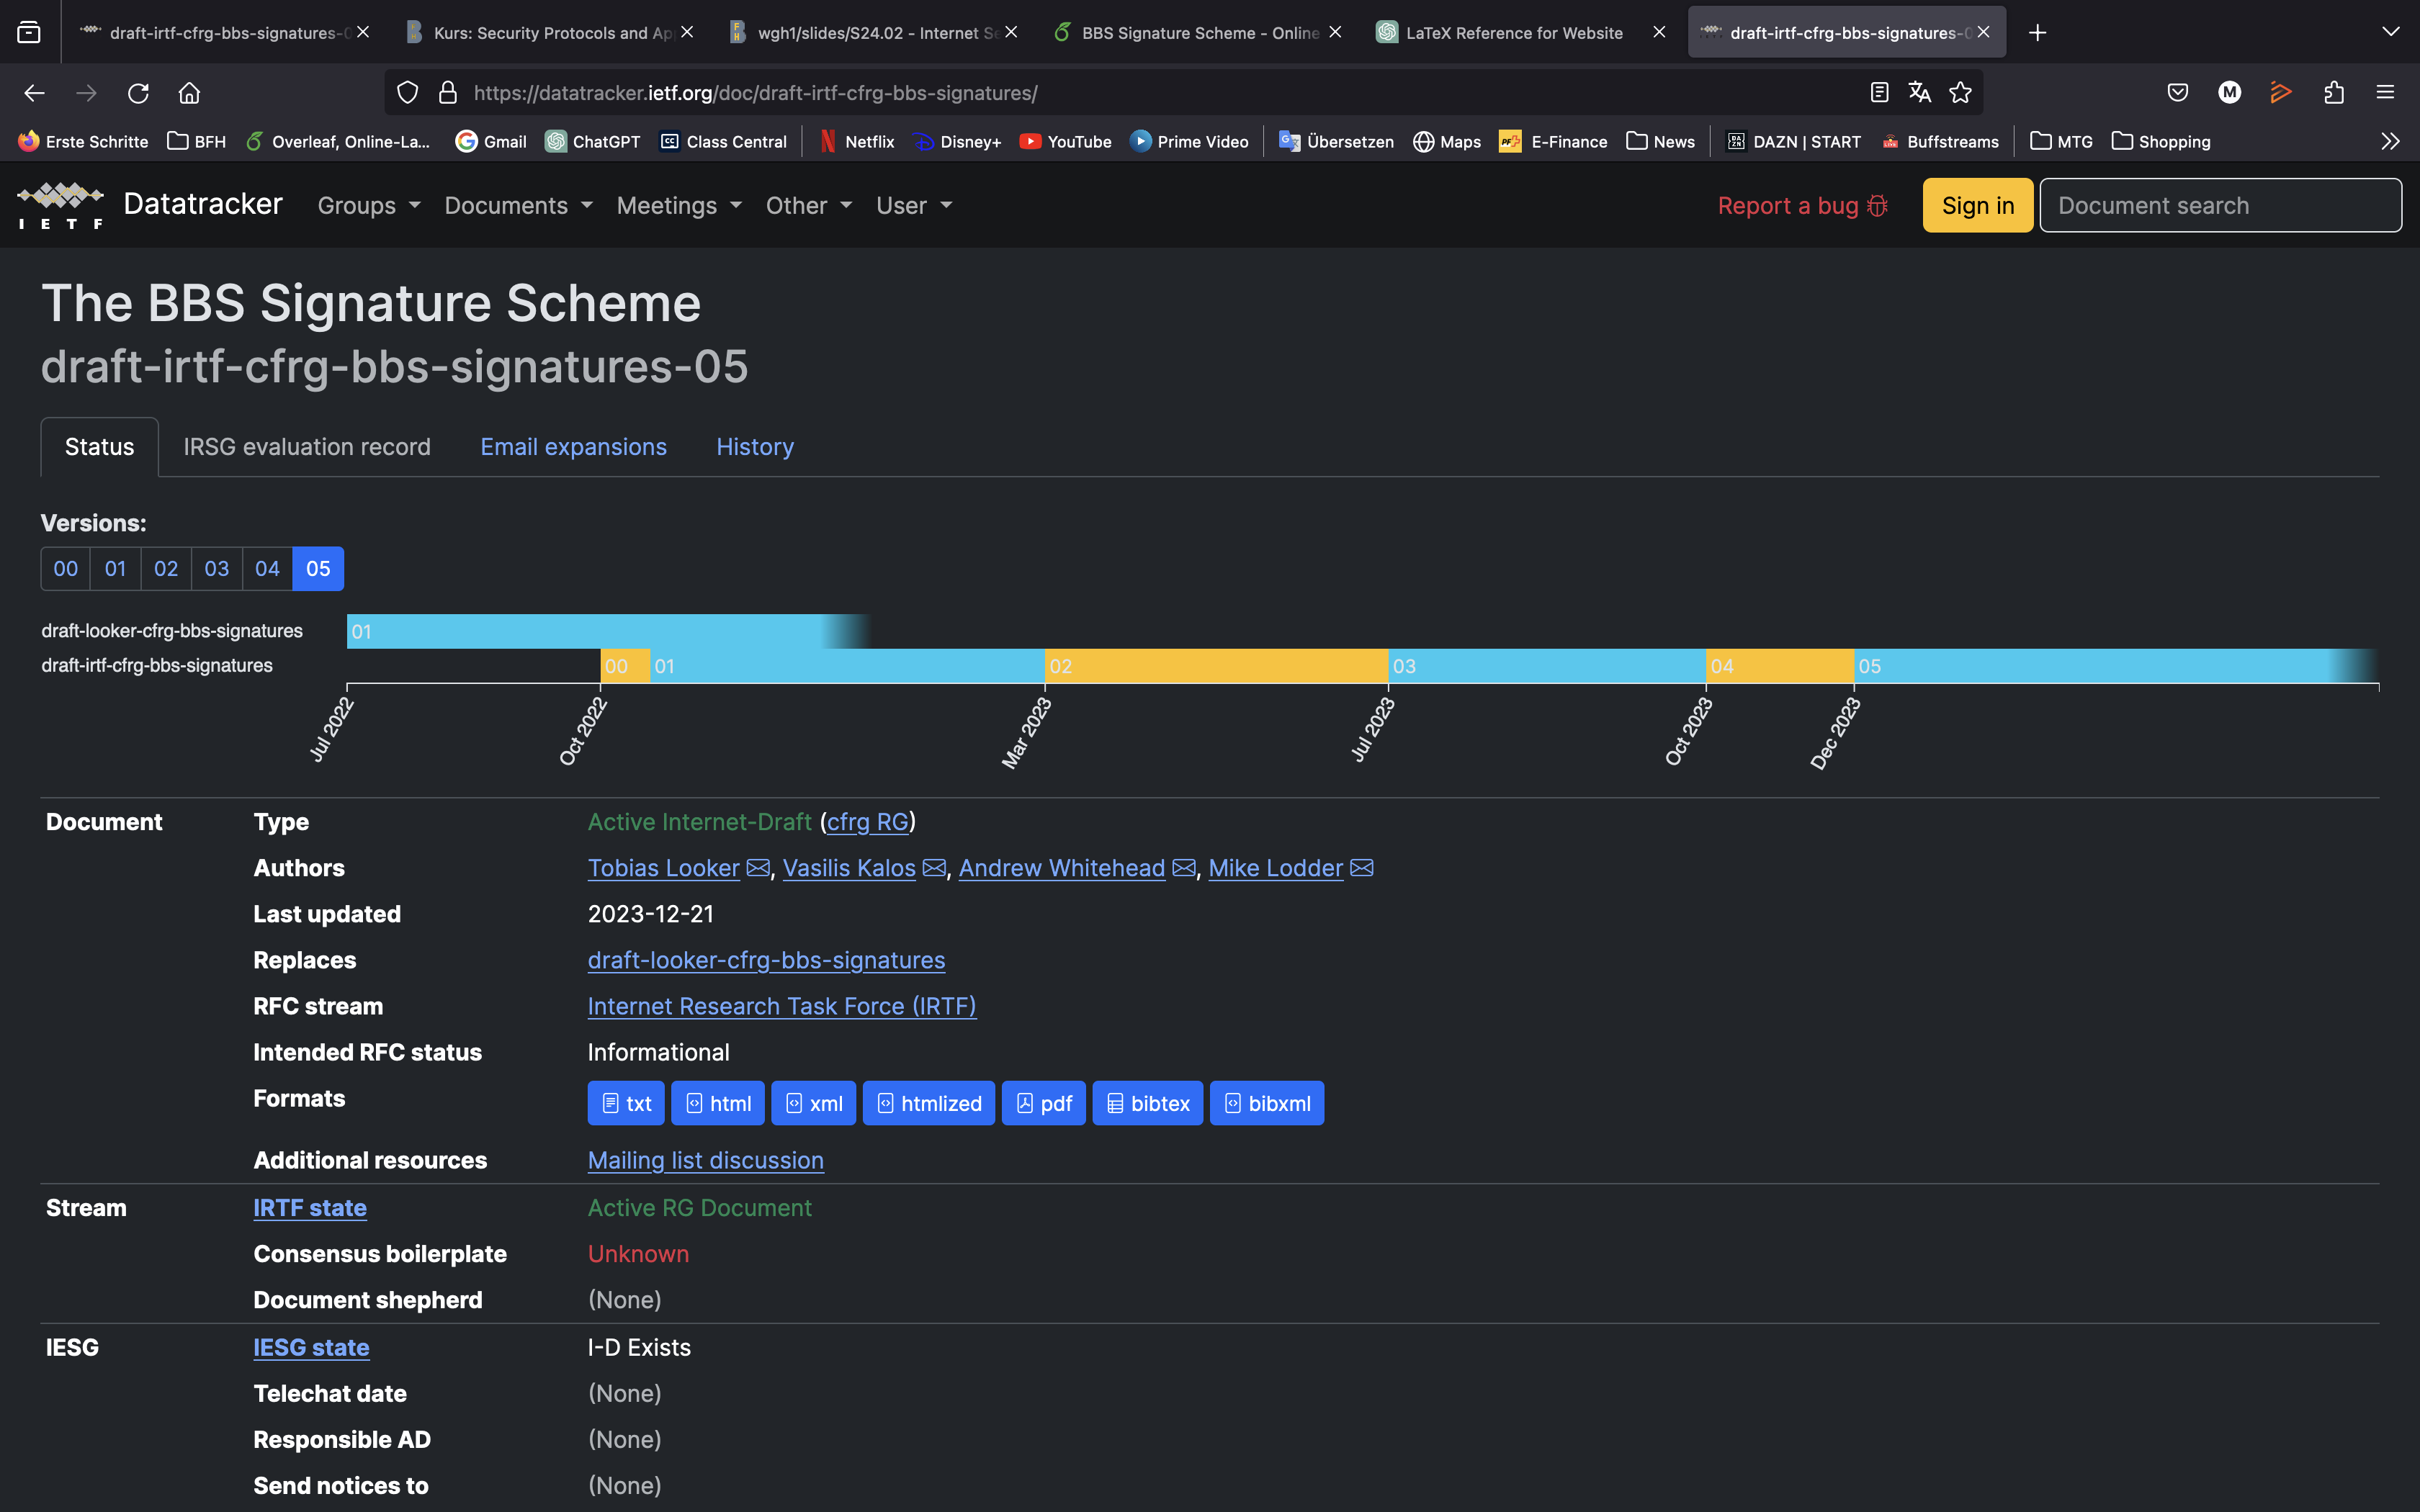 draft-irtf-cfrg-bbs-signatures-0
Kurs: Security Protocols and Ap
wgh1/slides/S24.02 - Internet Se
BBS Signature Scheme - Online
LaTeX Reference for Website
draft-irtf-cfrg-bbs-signatures-0
https://datatracker.ietf.org/doc/draft-irtf-cfrg-bbs-signatures/
M
Erste Schritte BFH Overleaf, Online-La... Gmail ChatGPT Class Central Netflix Disney+ YouTube Prime Video Übersetzen Maps E-Finance News DAZN | START Buffstreams MTG Shopping
IETF Datatracker Groups Documents Meetings Other User Report a bug Sign in Document search
The BBS Signature Scheme
draft-irtf-cfrg-bbs-signatures-05
Status IRSG evaluation record Email expansions History
Versions:
00 01 02 03 04 05
draft-looker-cfrg-bbs-signatures 01
draft-irtf-cfrg-bbs-signatures 00 01 02 03 04 05
Jul 2022 Oct 2022 Mar 2023 Jul 2023 Oct 2023 Dec 2023
Document Type Active Internet-Draft (cfrg RG)
Authors Tobias Looker, Vasilis Kalos, Andrew Whitehead, Mike Lodder
Last updated 2023-12-21
Replaces draft-looker-cfrg-bbs-signatures
RFC stream Internet Research Task Force (IRTF)
Intended RFC status Informational
Formats txt html xml htmlized pdf bibtex bibxml
Additional resources Mailing list discussion
Stream IRTF state Active RG Document
Consensus boilerplate Unknown
Document shepherd (None)
IESG IESG state I-D Exists
Telechat date (None)
Responsible AD (None)
Send notices to (None)